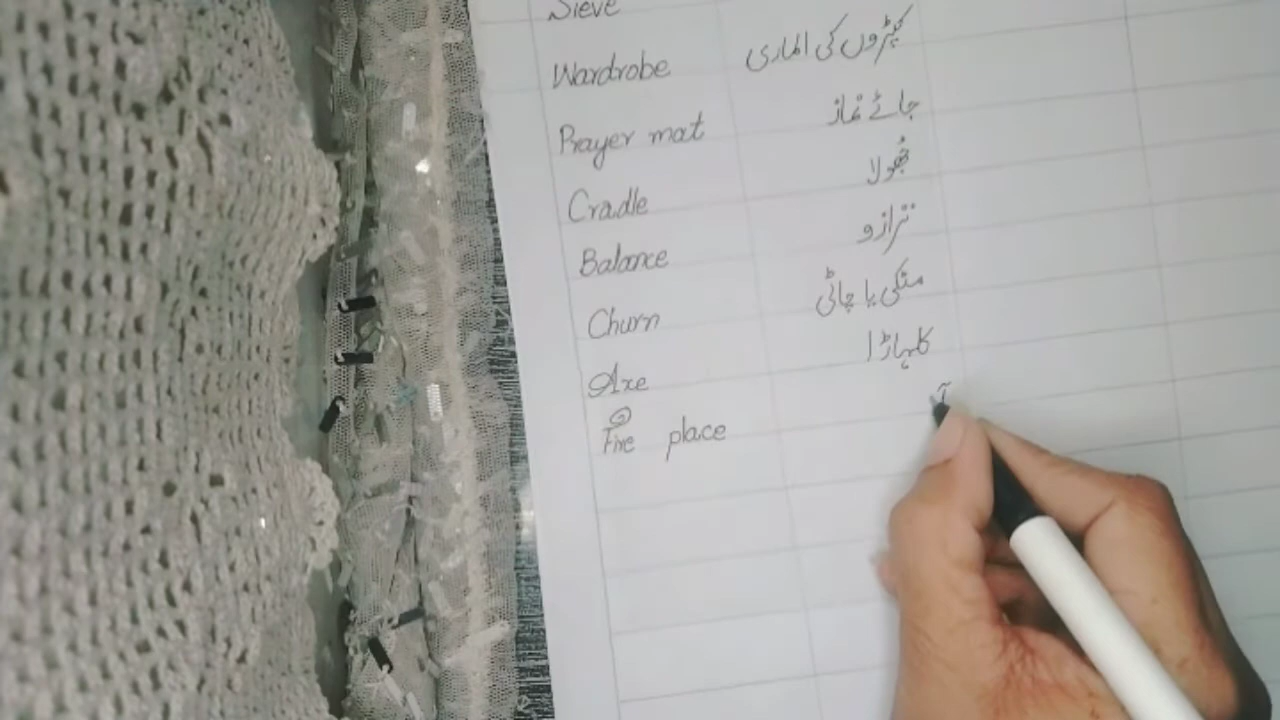 Sieve
Wardrobe کپڑوں کی الماری
Prayer mat جائے نماز
Cradle جُھولا
Balance ترازو
Churn مٹکی یا چاٹی
Axe کلہاڑا
Fire place آ